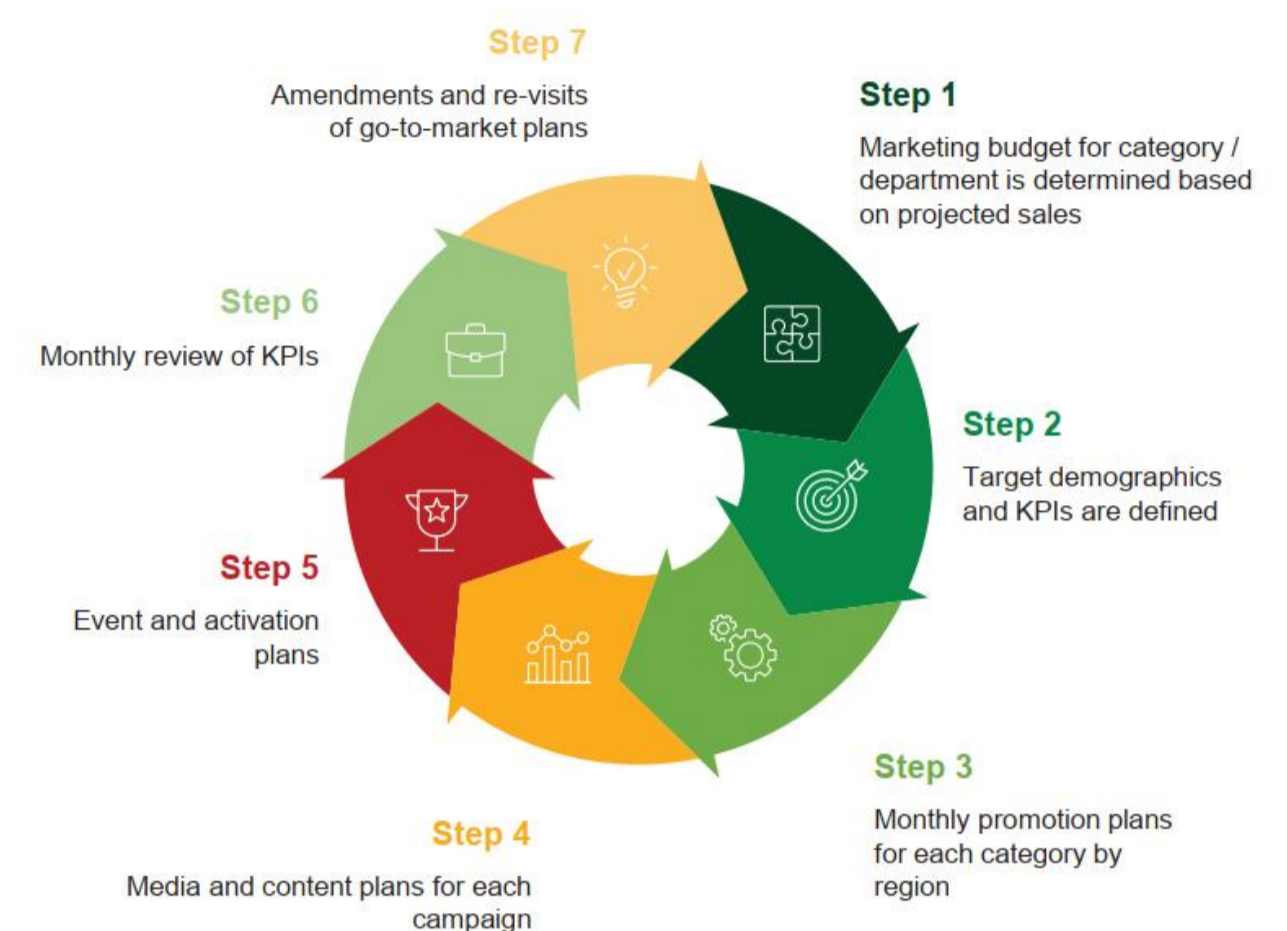 Step 1
Marketing budget for category /
department is determined based
on projected sales
Step 2
Target demographics
and KPIs are defined
Step 3
Monthly promotion plans
for each category by
region
Step 4
Media and content plans for each
campaign
Step 5
Event and activation
plans
Step 6
Monthly review of KPIs
Step 7
Amendments and re-visits
of go-to-market plans